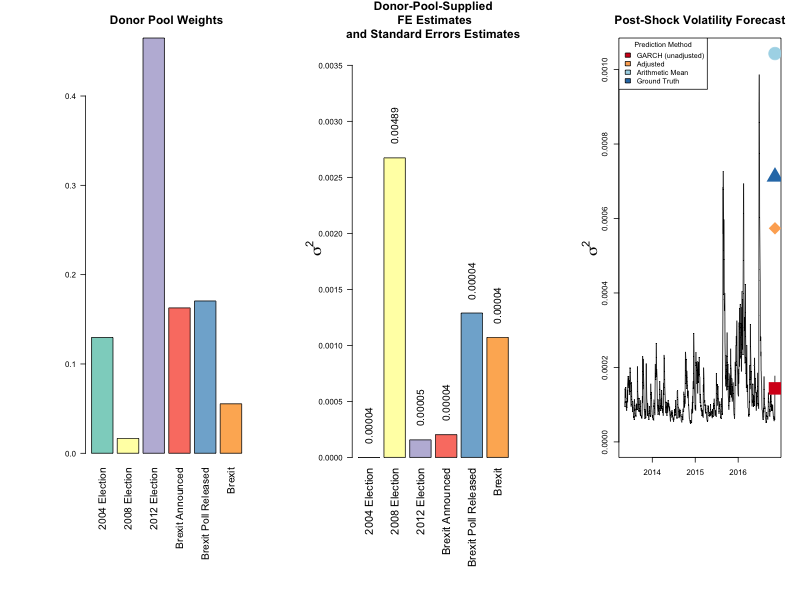 Donor Pool Weights
0.4
0.3
0.2
0.1
0.0
2004 Election
2008 Election
2012 Election
Brexit Announced
Brexit Poll Released
Brexit
Donor-Pool-Supplied
FE Estimates
and Standard Errors Estimates
σ²
0.0035
0.0030
0.0025
0.0020
0.0015
0.0010
0.0005
0.0000
0.00004
0.00489
0.00005
0.00004
0.00004
0.00004
2004 Election
2008 Election
2012 Election
Brexit Announced
Brexit Poll Released
Brexit
Post-Shock Volatility Forecast
Prediction Method
GARCH (unadjusted)
Adjusted
Arithmetic Mean
Ground Truth
σ²
0.0010
0.0008
0.0006
0.0004
0.0002
0.0000
2014
2015
2016